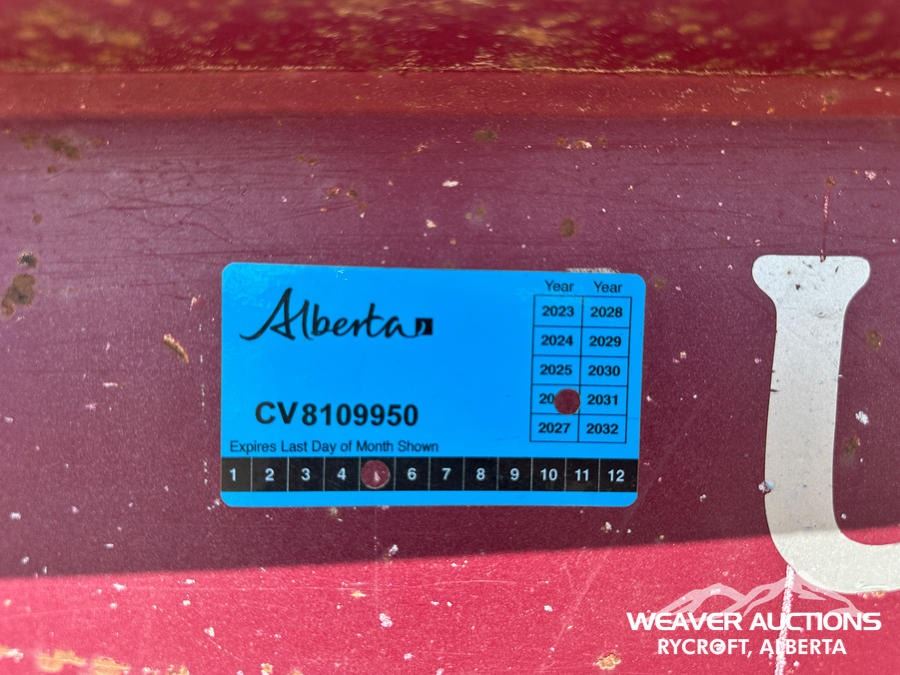 Alberta
Year Year
2023 2028
2024 2029
2025 2030
20 2031
2027 2032
CV8109950
Expires Last Day of Month Shown
1 2 3 4 6 7 8 9 10 11 12
U
WEAVER AUCTIONS
RYCROFT, ALBERTA